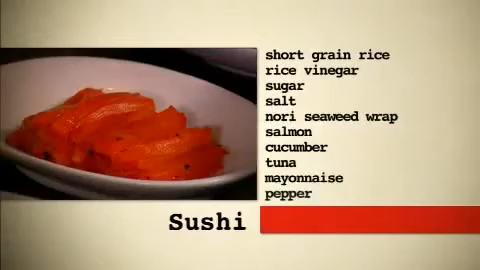 short grain rice
rice vinegar
sugar
salt
nori seaweed wrap
salmon
cucumber
tuna
mayonnaise
pepper
Sushi